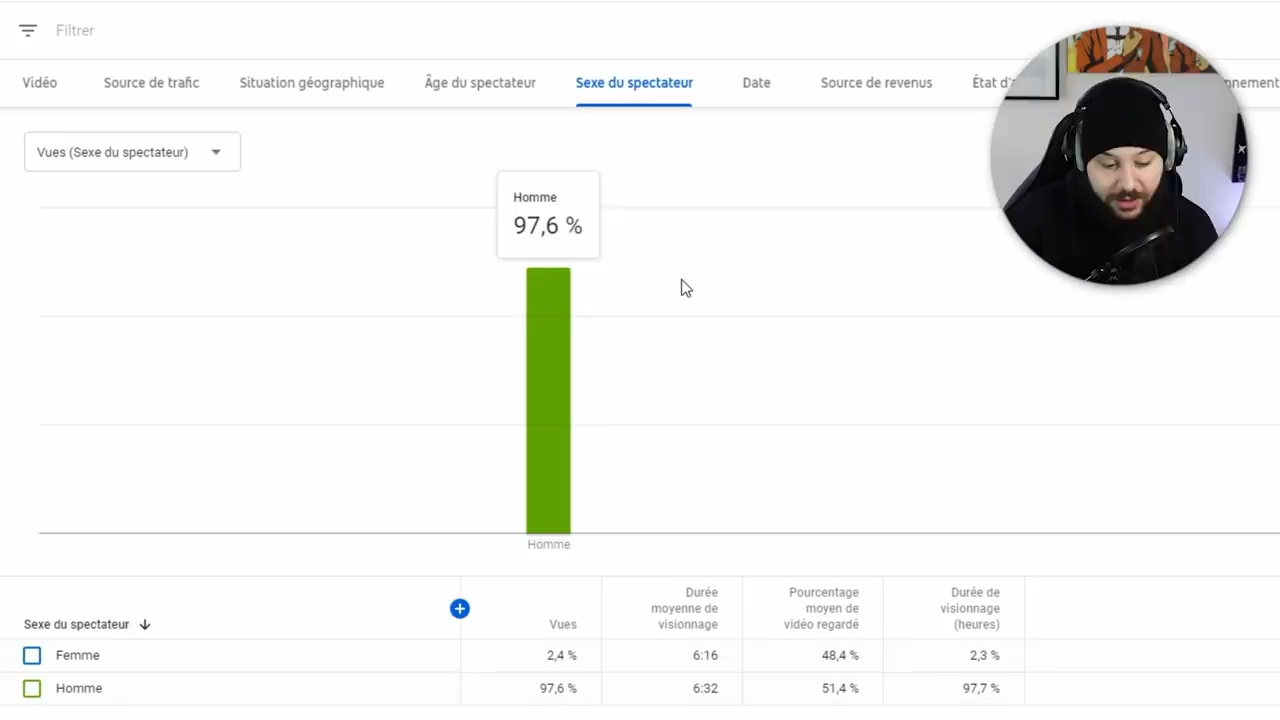 Filtrer
Vidéo
Source de trafic
Situation géographique
Âge du spectateur
Sexe du spectateur
Date
Source de revenus
État d'
nnement
Vues (Sexe du spectateur)
Homme
97,6 %
Homme
Sexe du spectateur
Vues
Durée
moyenne de
visionnage
Pourcentage
moyen de
vidéo regardé
Durée de
visionnage
(heures)
Femme 2,4 % 6:16 48,4 % 2,3 %
Homme 97,6 % 6:32 51,4 % 97,7 %